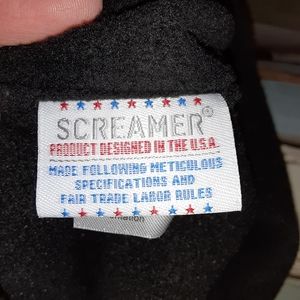 SCREAMER®
PRODUCT DESIGNED IN THE U.S.A.
MADE FOLLOWING METICULOUS
SPECIFICATIONS AND
FAIR TRADE LABOR RULES